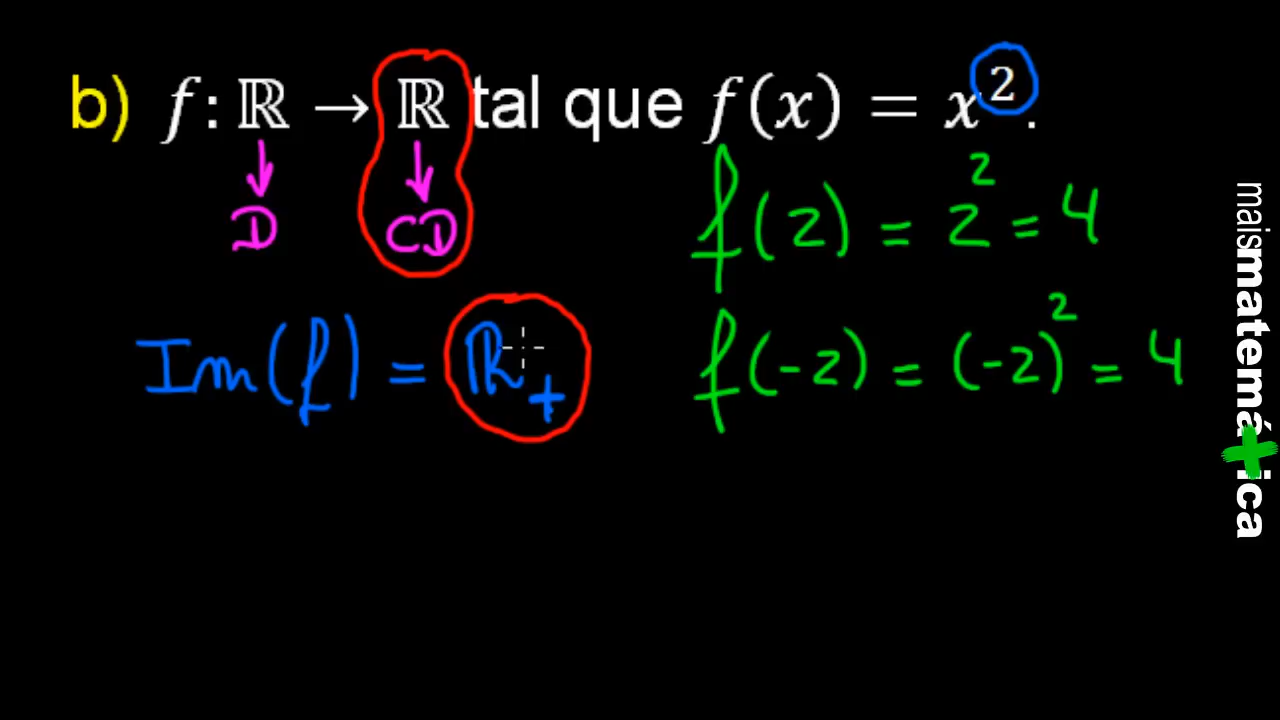 b) f: ℝ → ℝ tal que f(x) = x².
D
CD
f(2) = 2² = 4
Im(f) = ℝ₊
f(-2) = (-2)² = 4
maismatemática